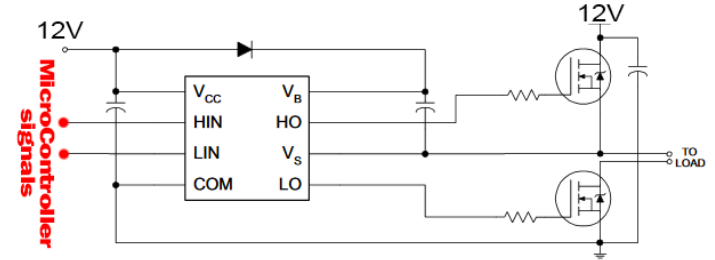 12V
12V
MicroController
signals
VCC
VB
HIN
HO
LIN
VS
COM
LO
TO
LOAD